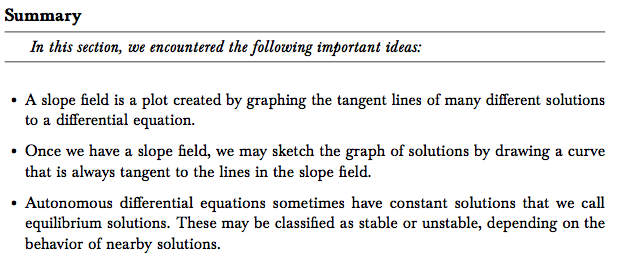 Summary
In this section, we encountered the following important ideas:
• A slope field is a plot created by graphing the tangent lines of many different solutions
to a differential equation.
• Once we have a slope field, we may sketch the graph of solutions by drawing a curve
that is always tangent to the lines in the slope field.
• Autonomous differential equations sometimes have constant solutions that we call
equilibrium solutions. These may be classified as stable or unstable, depending on the
behavior of nearby solutions.